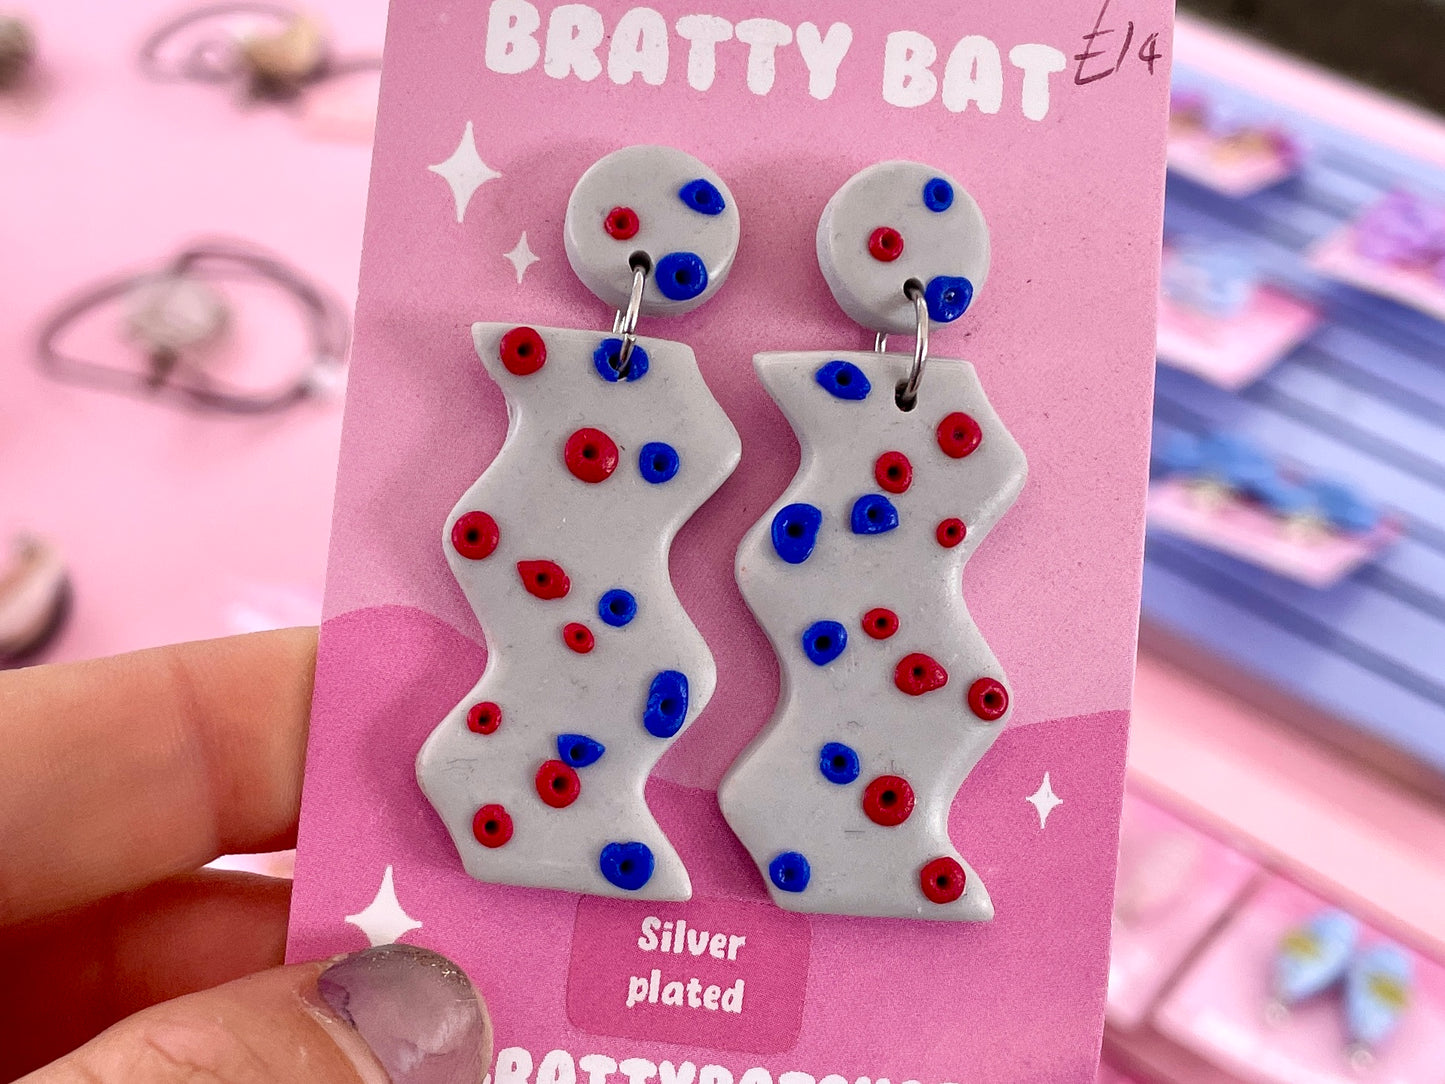 BRATTY BAT
£14
Silver
plated